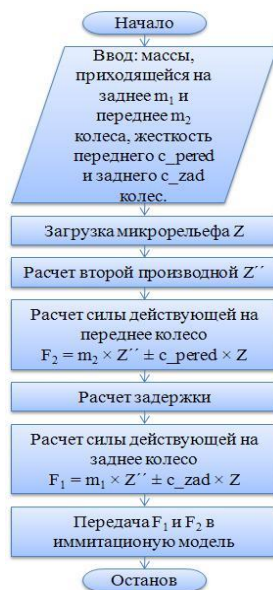 Начало
Ввод: массы,
приходящейся на
заднее m₁ и
переднее m₂
колеса, жесткость
переднего c_pered
и заднего c_zad
колес.
Загрузка микрорельефа Z
Расчет второй производной Z´´
Расчет силы действующей на
переднее колесо
F₂ = m₂ × Z´´ ± c_pered × Z
Расчет задержки
Расчет силы действующей на
заднее колесо
F₁ = m₁ × Z´´ ± c_zad × Z
Передача F₁ и F₂ в
иммитационую модель
Останов